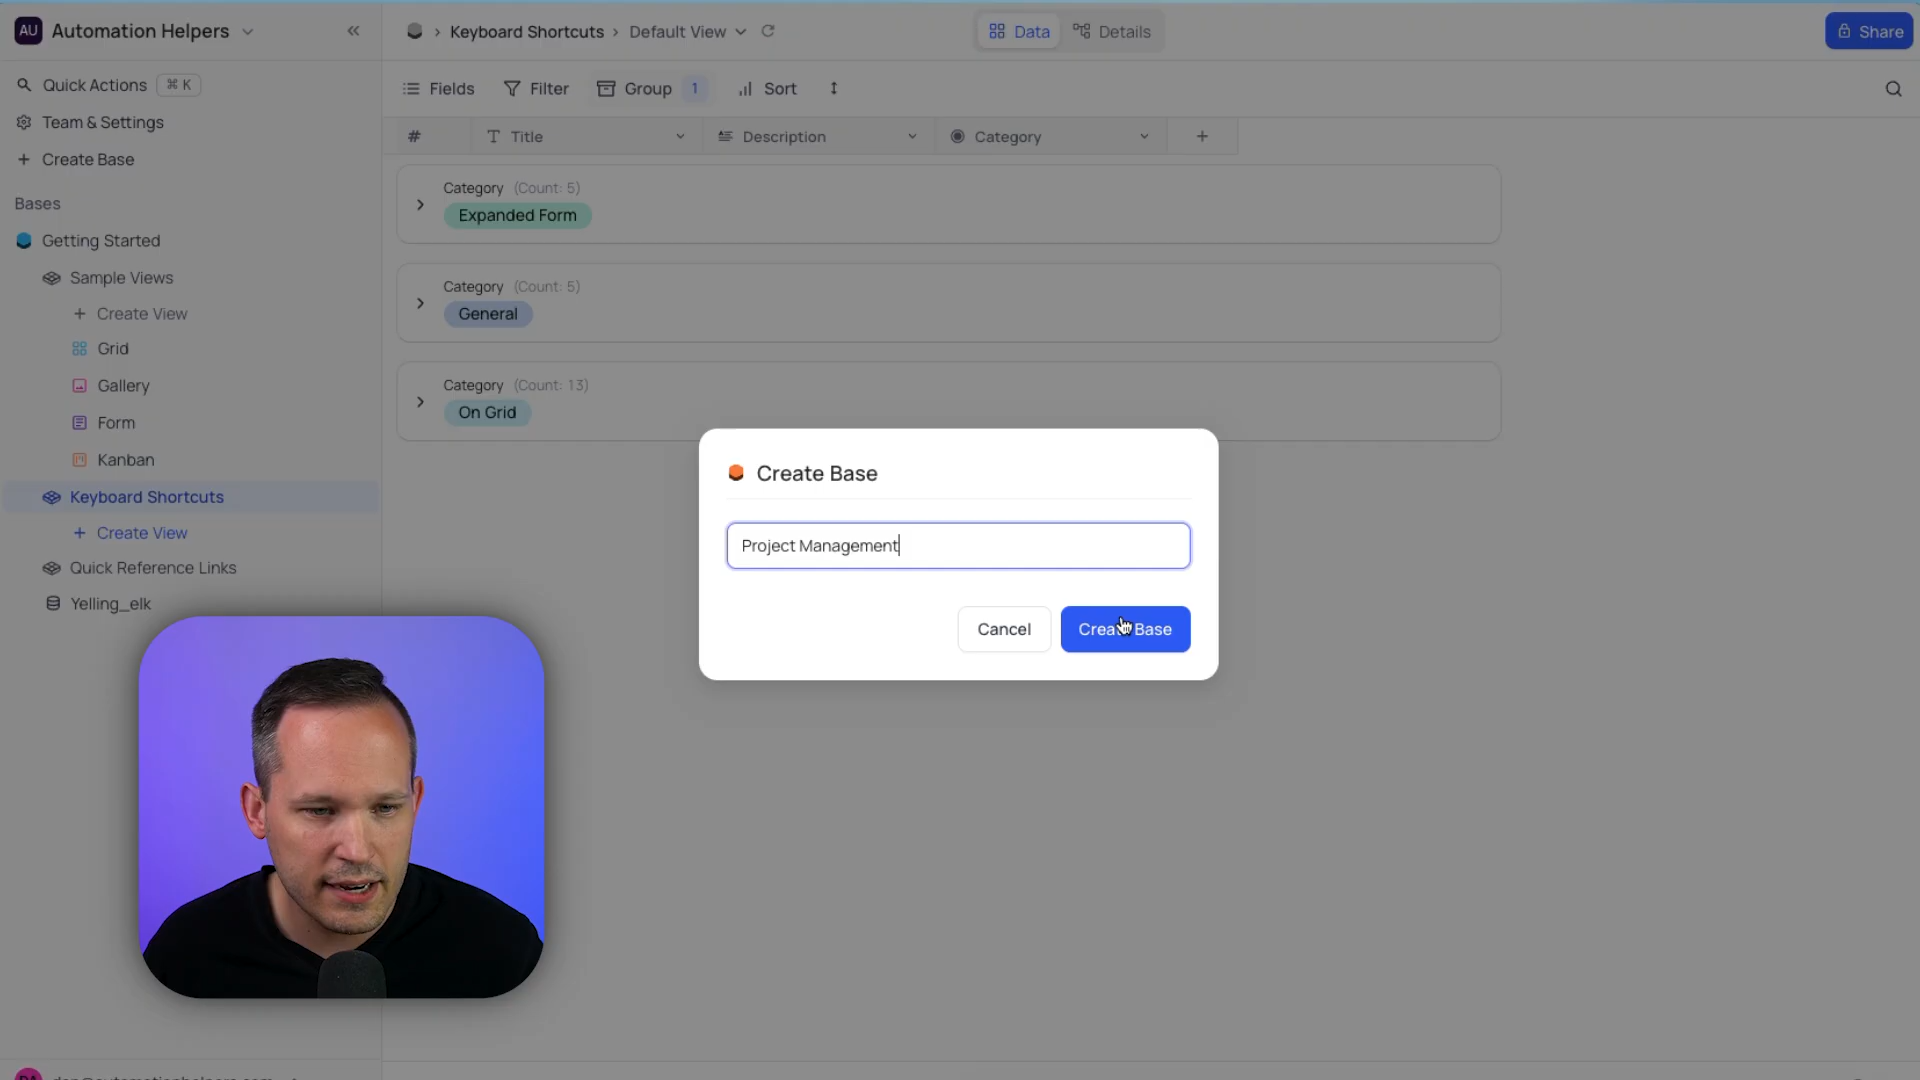 AU Automation Helpers
Keyboard Shortcuts
Default View
Data
Details
Share
Quick Actions ⌘ K
Team & Settings
Create Base
Bases
Getting Started
Sample Views
Create View
Grid
Gallery
Form
Kanban
Keyboard Shortcuts
Create View
Quick Reference Links
Yelling_elk
Fields
Filter
Group 1
Sort
# Title Description Category
Category (Count: 5)
Expanded Form
Category (Count: 5)
General
Category (Count: 13)
On Grid
Create Base
Project Management
Cancel
Create Base